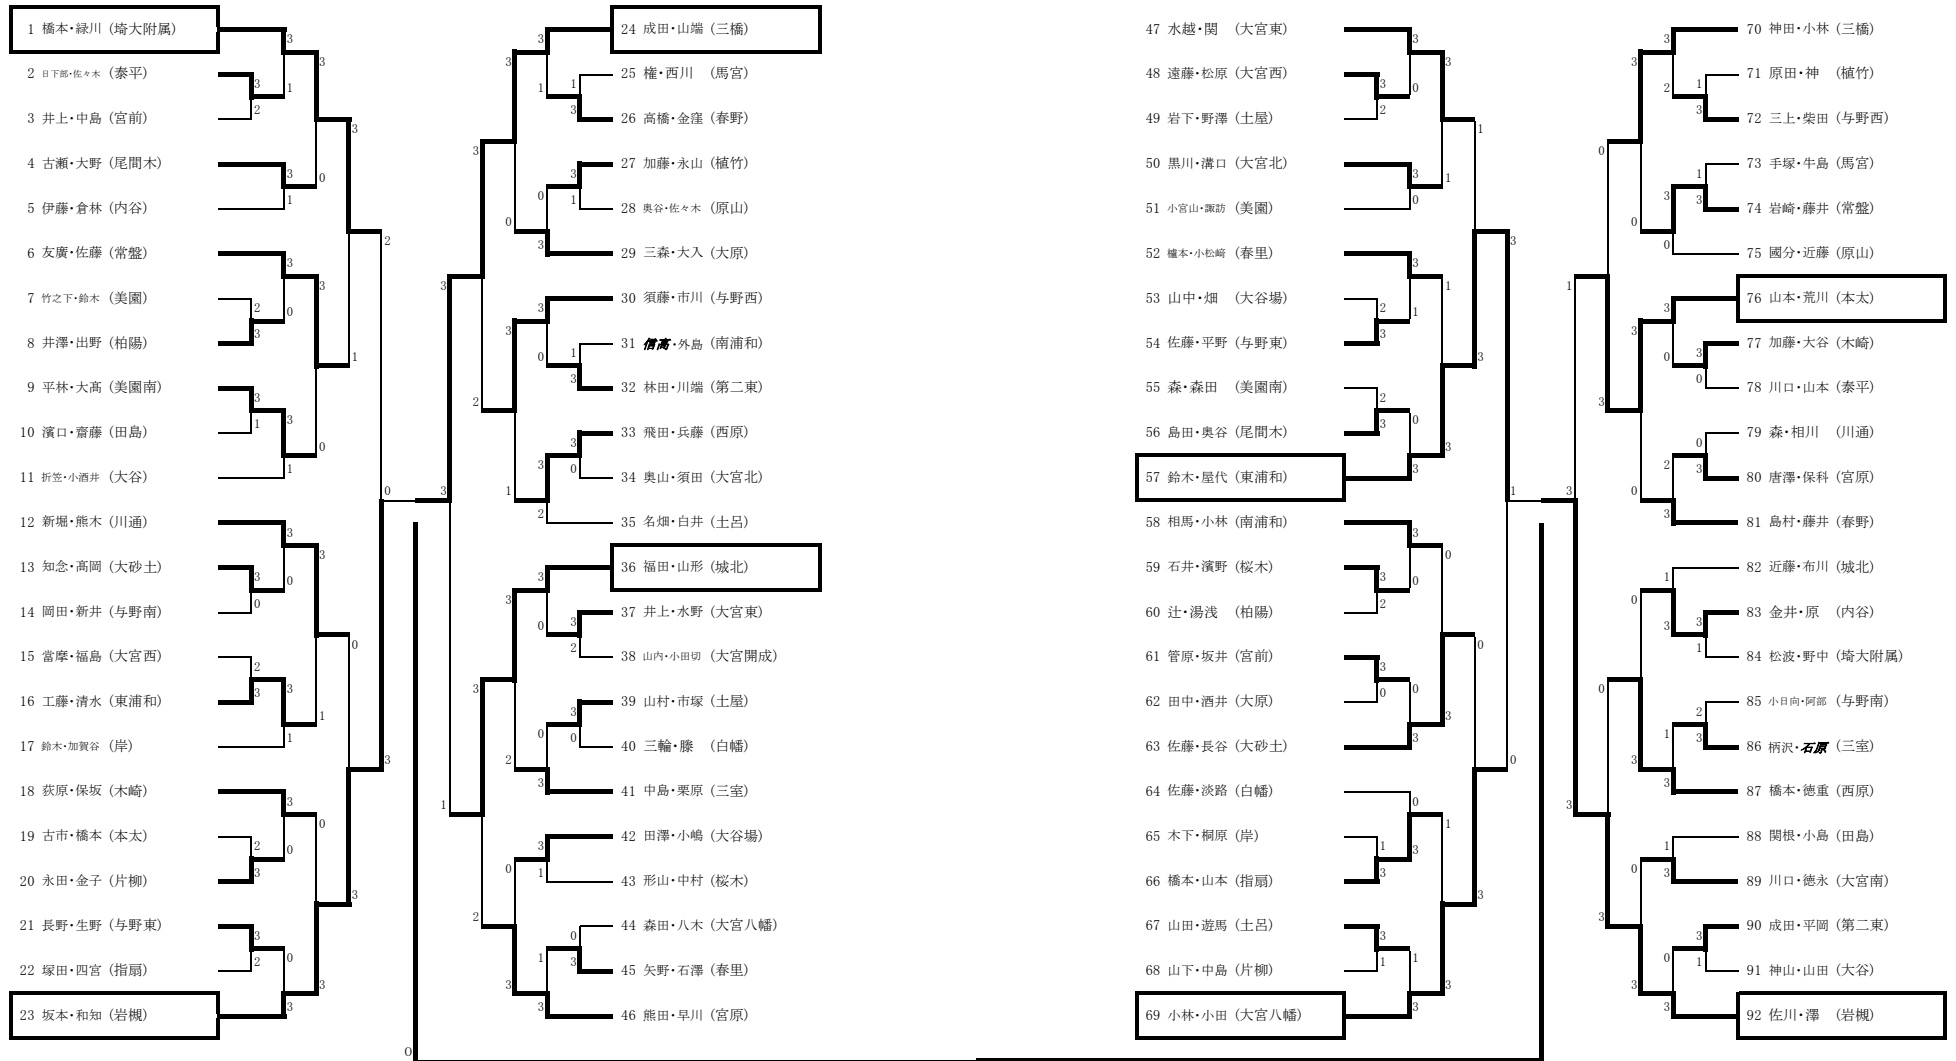 1 橋本・緑川 (埼大附属)
2 日下部・佐々木 (泰平)
3 井上・中島 (宮前)
4 古瀬・大野 (尾間木)
5 伊藤・倉林 (内谷)
6 友廣・佐藤 (常盤)
7 竹之下・鈴木 (美園)
8 井澤・出野 (柏陽)
9 平林・大髙 (美園南)
10 濱口・齋藤 (田島)
11 折笠・小酒井 (大谷)
12 新堀・熊木 (川通)
13 知念・髙岡 (大砂土)
14 岡田・新井 (与野南)
15 當摩・福島 (大宮西)
16 工藤・清水 (東浦和)
17 鈴木・加賀谷 (岸)
18 荻原・保坂 (木崎)
19 古市・橋本 (本太)
20 永田・金子 (片柳)
21 長野・生野 (与野東)
22 塚田・四宮 (指扇)
23 坂本・和知 (岩槻)
24 成田・山端 (三橋)
25 権・西川 (馬宮)
26 高橋・金窪 (春野)
27 加藤・永山 (植竹)
28 奥谷・佐々木 (原山)
29 三森・大入 (大原)
30 須藤・市川 (与野西)
31 信高・外島 (南浦和)
32 林田・川端 (第二東)
33 飛田・兵藤 (西原)
34 奥山・須田 (大宮北)
35 名畑・白井 (土呂)
36 福田・山形 (城北)
37 井上・水野 (大宮東)
38 山内・小田切 (大宮開成)
39 山村・市塚 (土屋)
40 三輪・滕 (白幡)
41 中島・栗原 (三室)
42 田澤・小嶋 (大谷場)
43 形山・中村 (桜木)
44 森田・八木 (大宮八幡)
45 矢野・石澤 (春里)
46 熊田・早川 (宮原)
47 水越・関 (大宮東)
48 遠藤・松原 (大宮西)
49 岩下・野澤 (土屋)
50 黒川・溝口 (大宮北)
51 小宮山・諏訪 (美園)
52 櫨本・小松﨑 (春里)
53 山中・畑 (大谷場)
54 佐藤・平野 (与野東)
55 森・森田 (美園南)
56 島田・奥谷 (尾間木)
57 鈴木・屋代 (東浦和)
58 相馬・小林 (南浦和)
59 石井・濱野 (桜木)
60 辻・湯浅 (柏陽)
61 管原・坂井 (宮前)
62 田中・酒井 (大原)
63 佐藤・長谷 (大砂土)
64 佐藤・淡路 (白幡)
65 木下・桐原 (岸)
66 橋本・山本 (指扇)
67 山田・遊馬 (土呂)
68 山下・中島 (片柳)
69 小林・小田 (大宮八幡)
70 神田・小林 (三橋)
71 原田・神 (植竹)
72 三上・柴田 (与野西)
73 手塚・牛島 (馬宮)
74 岩崎・藤井 (常盤)
75 國分・近藤 (原山)
76 山本・荒川 (本太)
77 加藤・大谷 (木崎)
78 川口・山本 (泰平)
79 森・相川 (川通)
80 唐澤・保科 (宮原)
81 島村・藤井 (春野)
82 近藤・布川 (城北)
83 金井・原 (内谷)
84 松波・野中 (埼大附属)
85 小日向・阿部 (与野南)
86 柄沢・石原 (三室)
87 橋本・徳重 (西原)
88 関根・小島 (田島)
89 川口・徳永 (大宮南)
90 成田・平岡 (第二東)
91 神山・山田 (大谷)
92 佐川・澤 (岩槻)